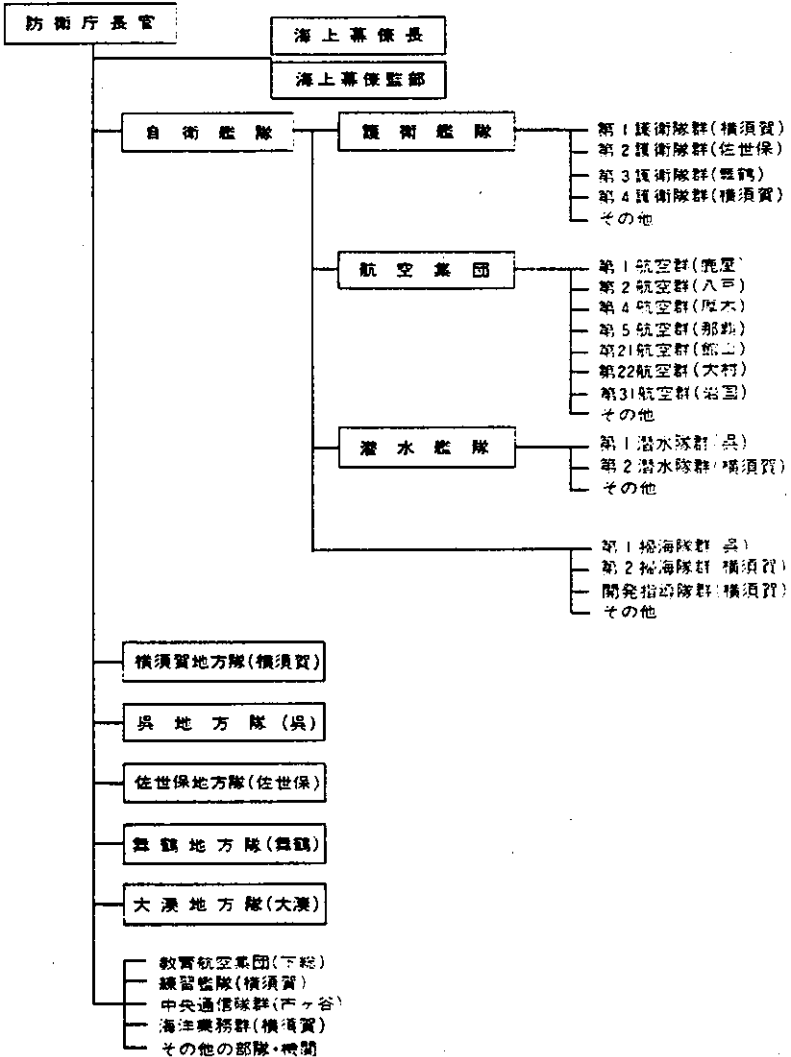 防衛庁長官
海上幕僚長
海上幕僚監部
自衛艦隊
護衛艦隊
第1護衛隊群(横須賀)
第2護衛隊群(佐世保)
第3護衛隊群(舞鶴)
第4護衛隊群(横須賀)
その他
航空集団
第1航空群(鹿屋)
第2航空群(八戸)
第4航空群(厚木)
第5航空群(那覇)
第21航空群(館山)
第22航空群(大村)
第31航空群(岩国)
その他
潜水艦隊
第1潜水隊群(呉)
第2潜水隊群(横須賀)
その他
第1掃海隊群(呉)
第2掃海隊群(横須賀)
開発指導隊群(横須賀)
その他
横須賀地方隊(横須賀)
呉地方隊(呉)
佐世保地方隊(佐世保)
舞鶴地方隊(舞鶴)
大湊地方隊(大湊)
教育航空集団(下総)
練習艦隊(横須賀)
中央通信隊群(市ヶ谷)
海洋業務群(横須賀)
その他の部隊・機関